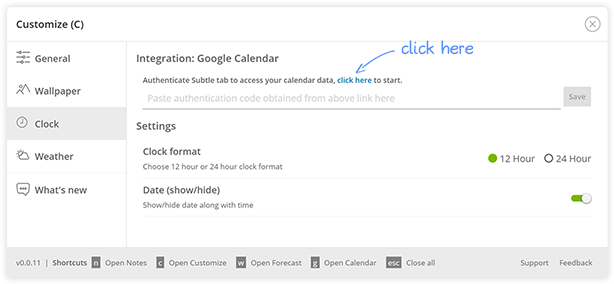 Customize (C)
click here
General
Wallpaper
Clock
Weather
What's new
Integration: Google Calendar
Authenticate Subtle tab to access your calendar data, click here to start.
Paste authentication code obtained from above link here
Save
Settings
Clock format
Choose 12 hour or 24 hour clock format
12 Hour
24 Hour
Date (show/hide)
Show/hide date along with time
v0.0.11 | Shortcuts n Open Notes c Open Customize w Open Forecast g Open Calendar esc Close all Support Feedback